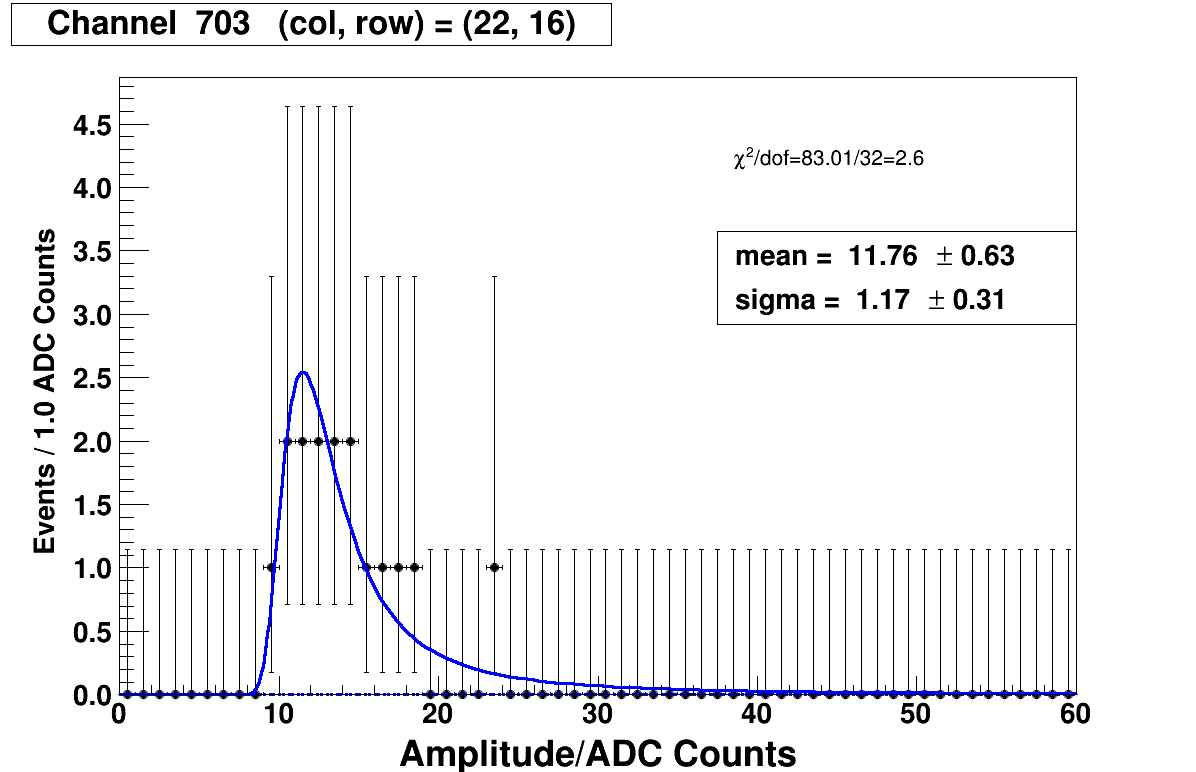 Channel 703 (col, row) = (22, 16)
χ²/dof=83.01/32=2.6
mean = 11.76 ± 0.63
sigma = 1.17 ± 0.31
Events / 1.0 ADC Counts
4.5
4.0
3.5
3.0
2.5
2.0
1.5
1.0
0.5
0.0
0 10 20 30 40 50 60
Amplitude/ADC Counts